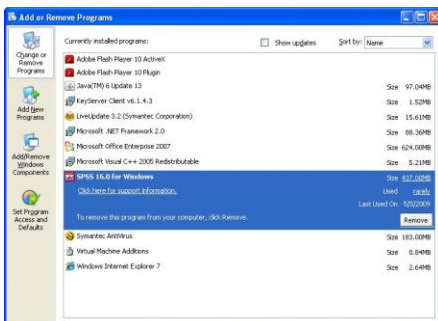 Add or Remove Programs
Change or
Remove
Programs
Add New
Programs
Add/Remove
Windows
Components
Set Program
Access and
Defaults
Currently installed programs:
Show updates
Sort by: Name
Adobe Flash Player 10 ActiveX
Adobe Flash Player 10 Plugin
Java(TM) 6 Update 13 Size 97.04MB
KeyServer Client v6.1.4.3 Size 1.52MB
LiveUpdate 3.2 (Symantec Corporation) Size 15.61MB
Microsoft .NET Framework 2.0 Size 88.36MB
Microsoft Office Enterprise 2007 Size 624.00MB
Microsoft Visual C++ 2005 Redistributable Size 5.21MB
SPSS 16.0 for Windows Size 437.00MB
Click here for support information. Used rarely
Last Used On 5/5/2009
To remove this program from your computer, click Remove. Remove
Symantec AntiVirus Size 183.00MB
Virtual Machine Additions Size 0.84MB
Windows Internet Explorer 7 Size 2.64MB